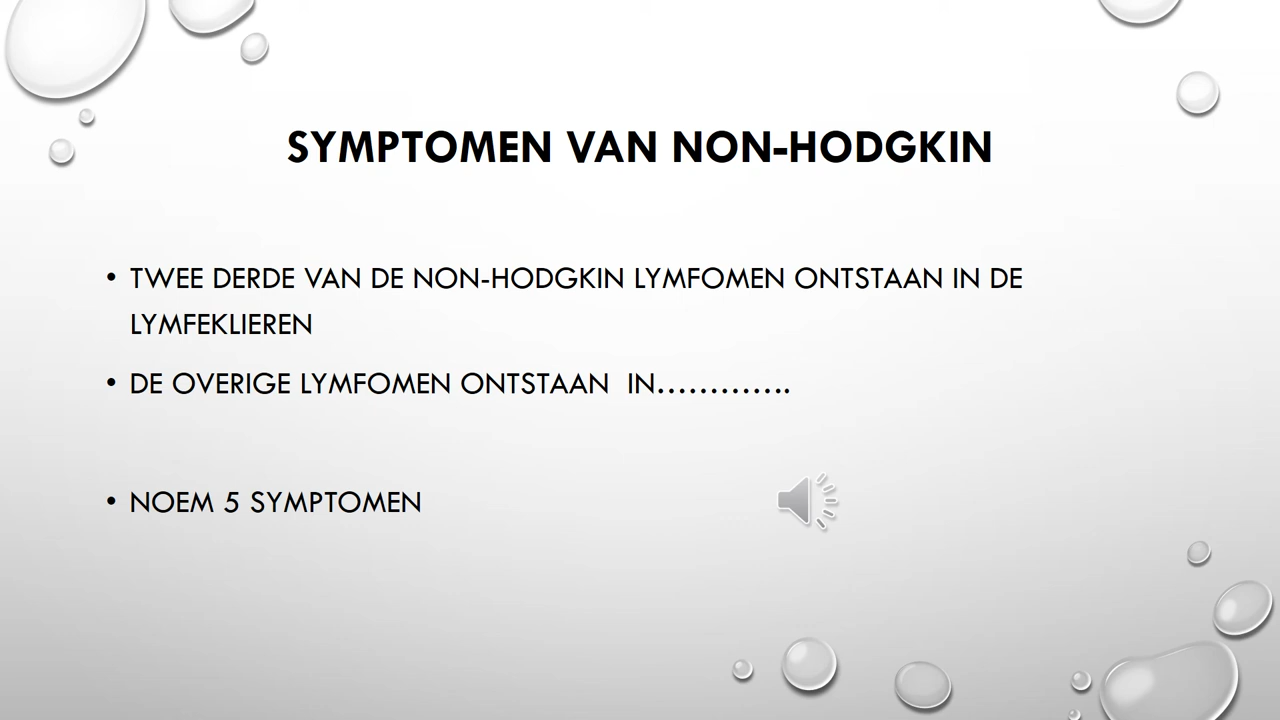 SYMPTOMEN VAN NON-HODGKIN
• TWEE DERDE VAN DE NON-HODGKIN LYMFOMEN ONTSTAAN IN DE
LYMFEKLIEREN
• DE OVERIGE LYMFOMEN ONTSTAAN  IN.............
• NOEM 5 SYMPTOMEN